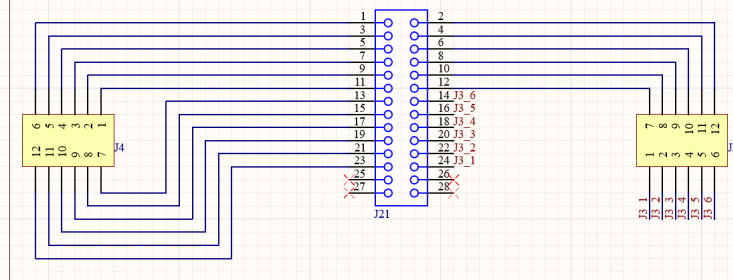 1 2
3 4
5 6
7 8
9 10
11 12
13 14 J3_6
15 16 J3_5
17 18 J3_4
19 20 J3_3
21 22 J3_2
23 24 J3_1
25 26
27 28
J21
6 5 4 3 2 1
12 11 10 9 8 7
J4
7 8 9 10 11 12
1 2 3 4 5 6
J
J3_1 J3_2 J3_3 J3_4 J3_5 J3_6